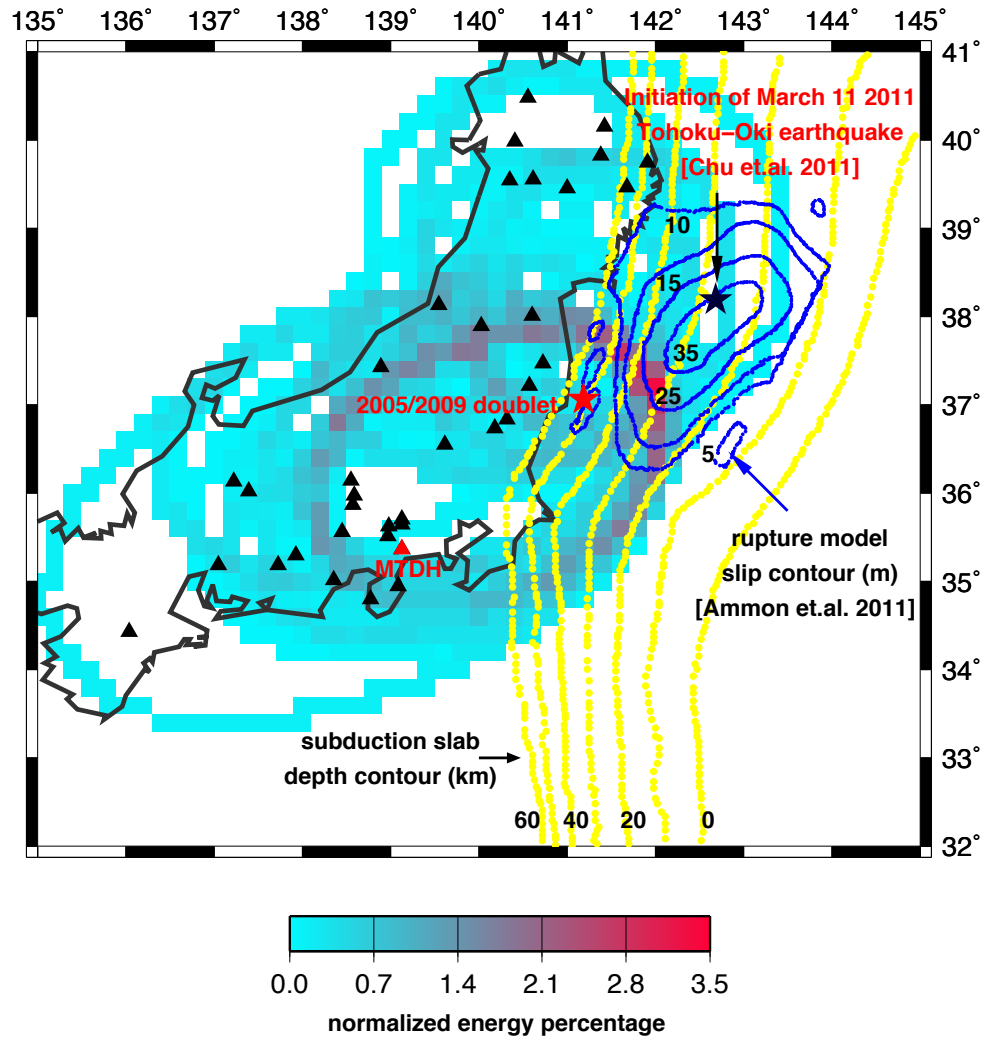 135˚ 136˚ 137˚ 138˚ 139˚ 140˚ 141˚ 142˚ 143˚ 144˚ 145˚
41˚
Initiation of March 11 2011
40˚
Tohoku−Oki earthquake
[Chu et.al. 2011]
39˚
10
15
38˚
35
25
37˚
2005/2009 doublet
5
36˚
rupture model
slip contour (m)
[Ammon et.al. 2011]
MTDH
35˚
34˚
subduction slab
depth contour (km)
33˚
60 40 20 0
32˚
0.0 0.7 1.4 2.1 2.8 3.5
normalized energy percentage